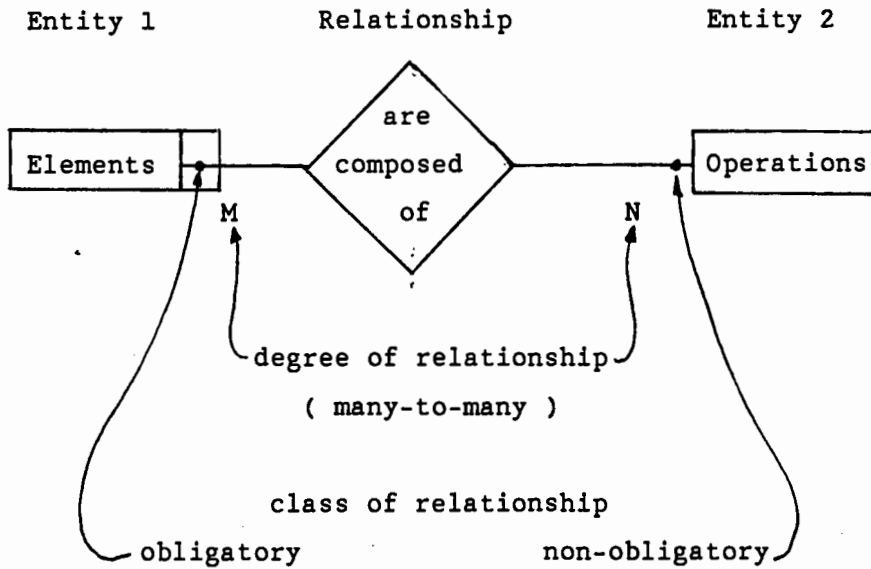 Entity 1 Relationship Entity 2
are
Elements composed Operations
of
M N
degree of relationship
( many-to-many )
class of relationship
obligatory non-obligatory